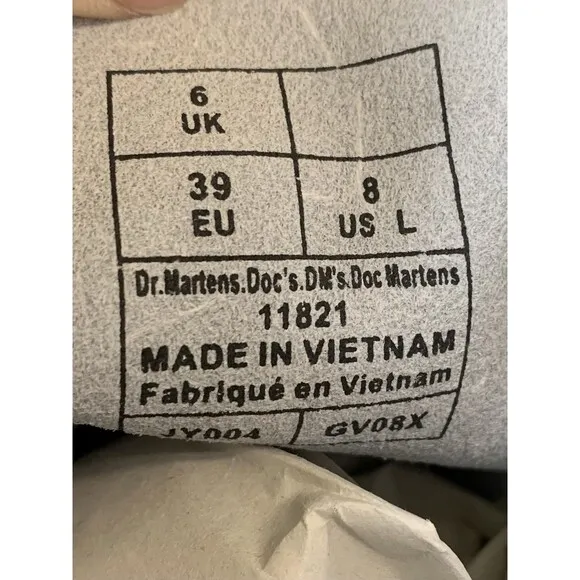 6
UK
39
EU
8
US L
Dr.Martens.Doc's.DM's.Doc Martens
11821
MADE IN VIETNAM
Fabriqué en Vietnam
JY004 GV08X